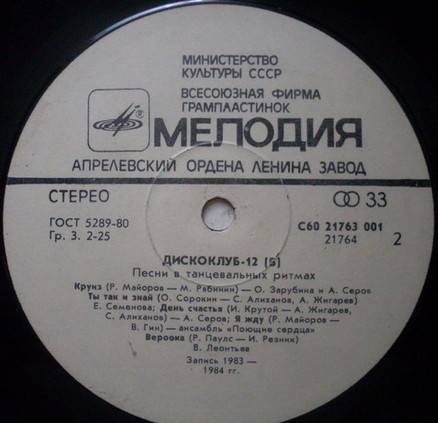 МИНИСТЕРСТВО
КУЛЬТУРЫ СССР
ВСЕСОЮЗНАЯ ФИРМА
ГРАМПЛАСТИНОК
МЕЛОДИЯ
АПРЕЛЕВСКИЙ ОРДЕНА ЛЕНИНА ЗАВОД
СТЕРЕО 33
ГОСТ 5289-80 С60 21763 001
Гр. 3. 2-25 21764 2
ДИСКОКЛУБ-12 [Б]
Песни в танцевальных ритмах
Круиз (Р. Майоров — М. Рябинин) — О. Зарубина и А. Серов
Ты так и знай (О. Сорокин — С. Алиханов, А. Жигарев)
Е. Семенова; День счастья (И. Крутой — А. Жигарев,
С. Алиханов) — А. Серов; Я жду (Р. Майоров —
В. Гин) — ансамбль «Поющие сердца»
Вероока (Р. Паулс — И. Резник)
В. Леонтьев
Запись 1983 —
1984 гг.